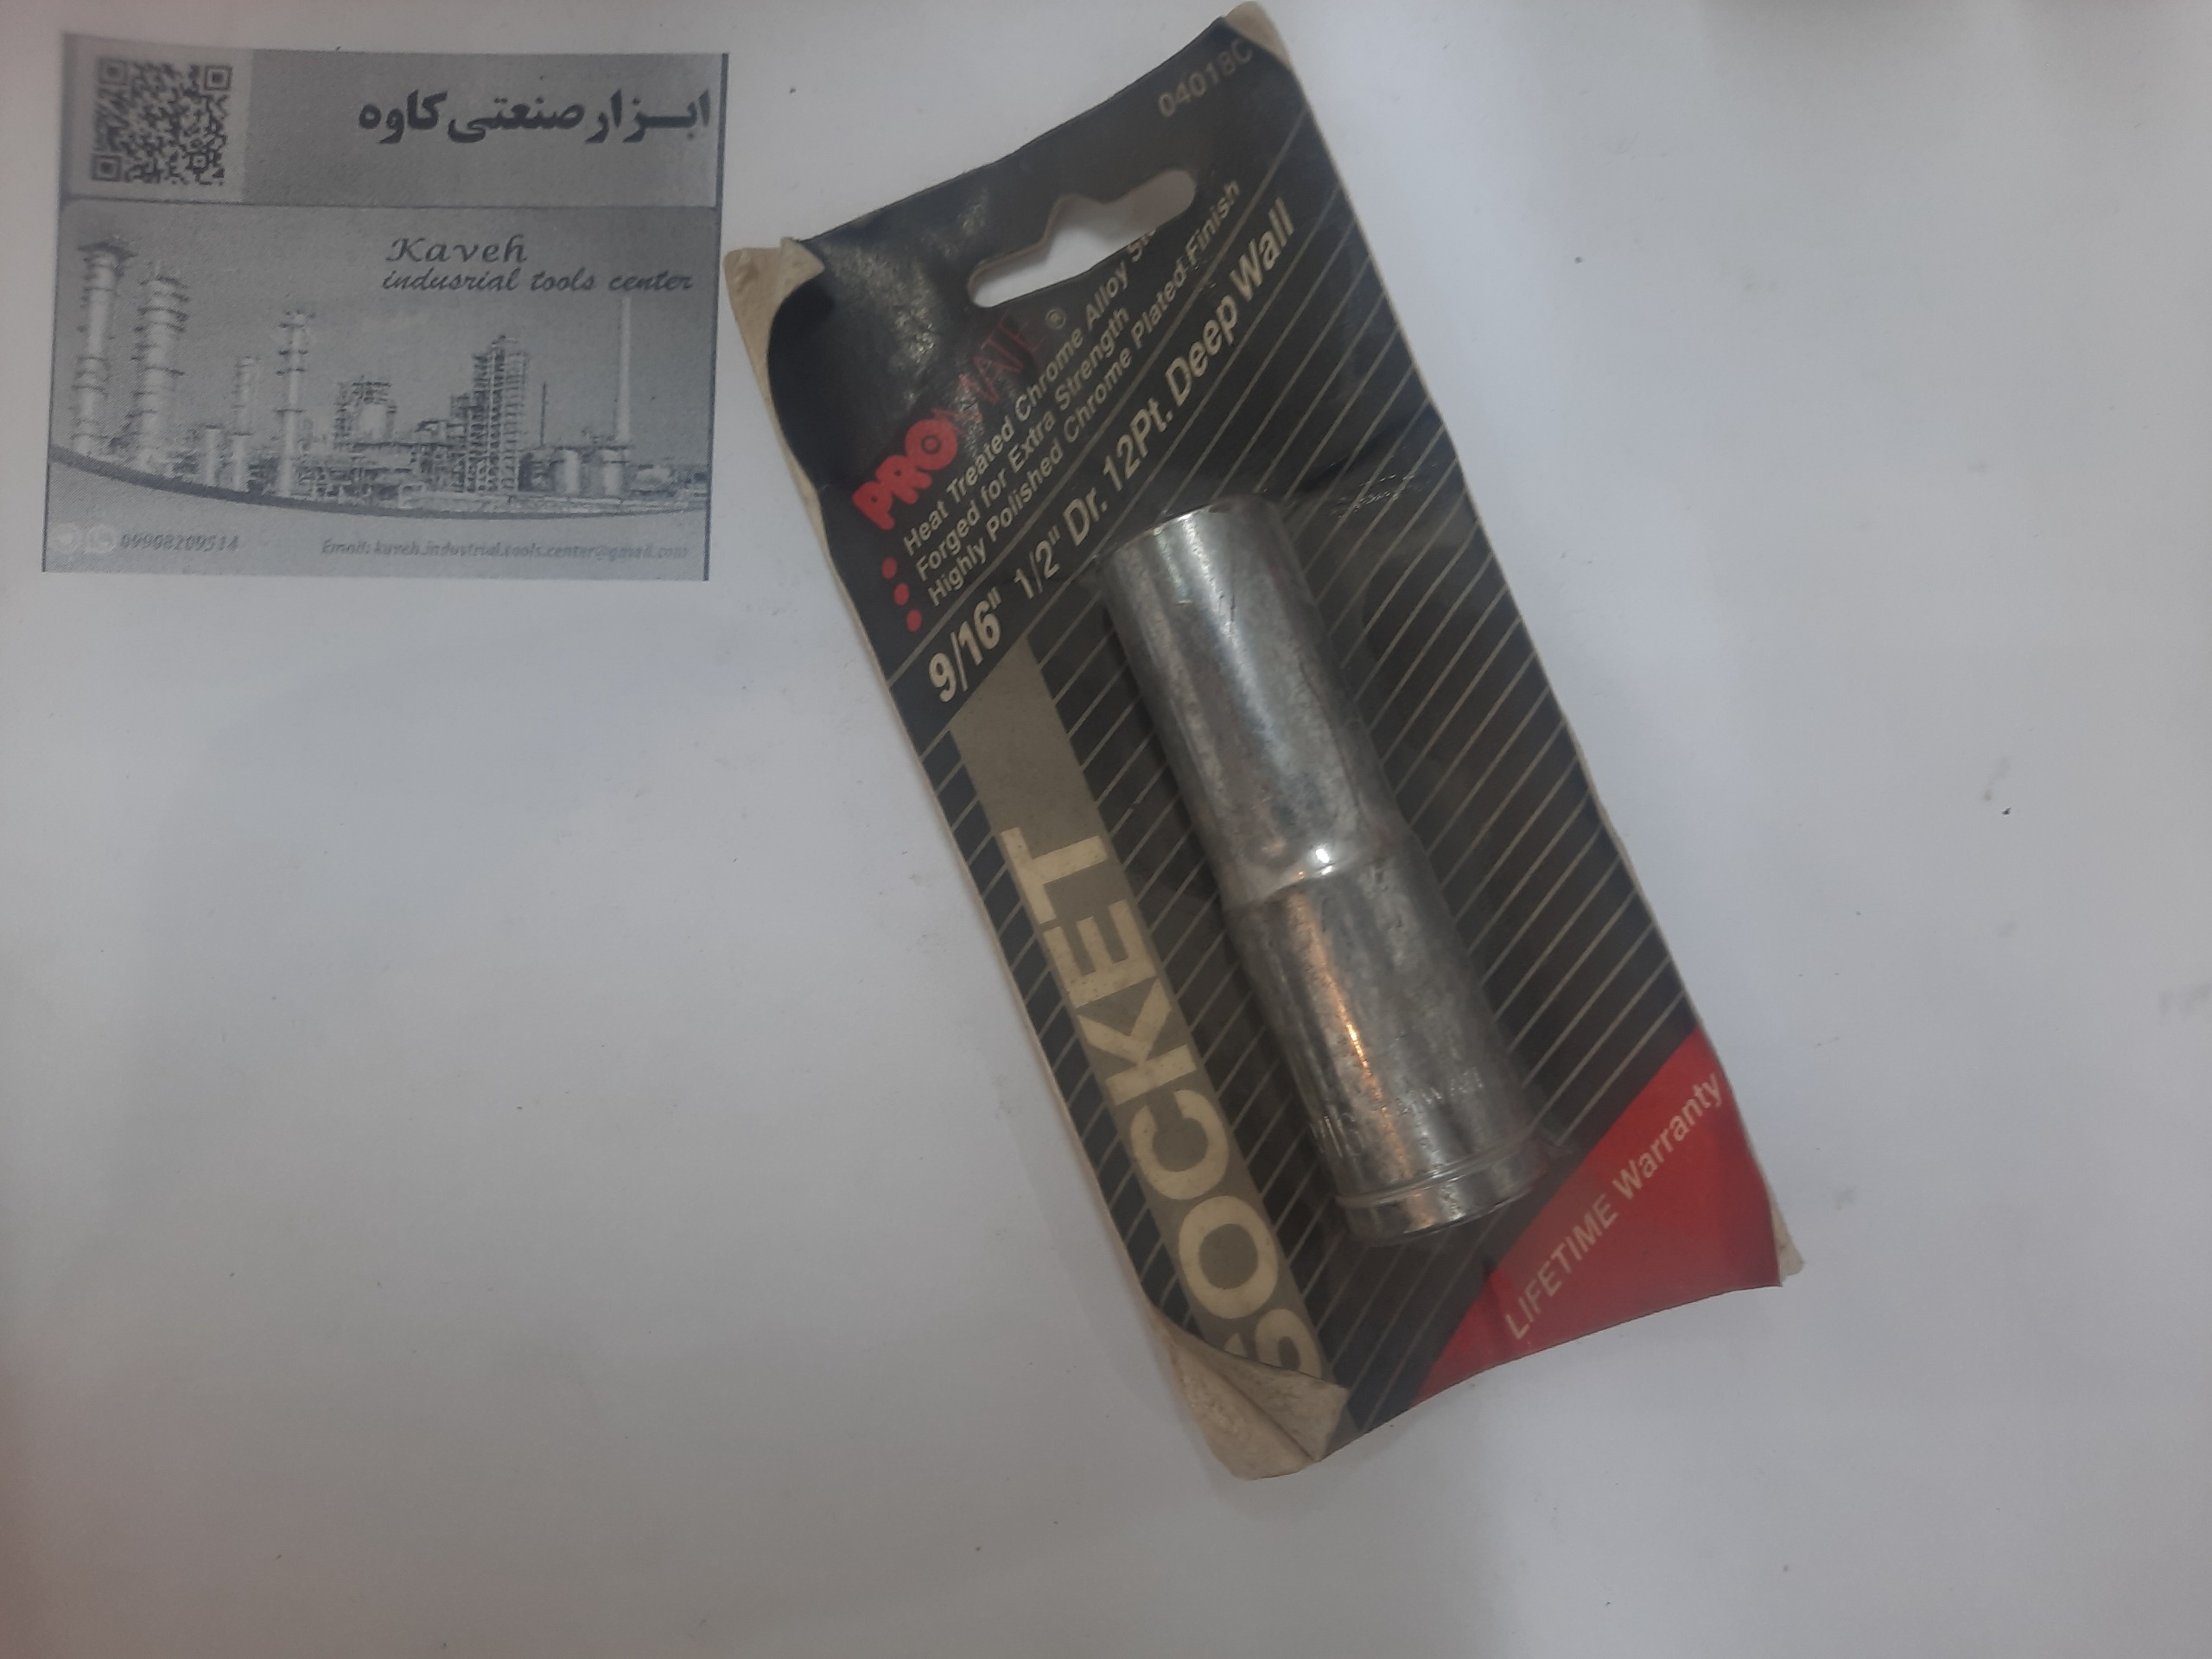 ابزار صنعتی کاوه
Kaveh
indusrial tools center
09908209514
Email: kaveh.industrial.tools.center@gmail.com
04018C
PROMATE®
Heat Treated Chrome Alloy
Forged for Extra Strength
Highly Polished Chrome Plated Finish
9/16" 1/2" Dr. 12Pt. Deep Wall
SOCKET
LIFETIME Warranty